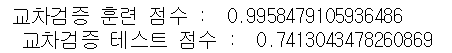 교차검증 훈련 점수 : 0.9958479105936486
교차검증 테스트 점수 : 0.7413043478260869